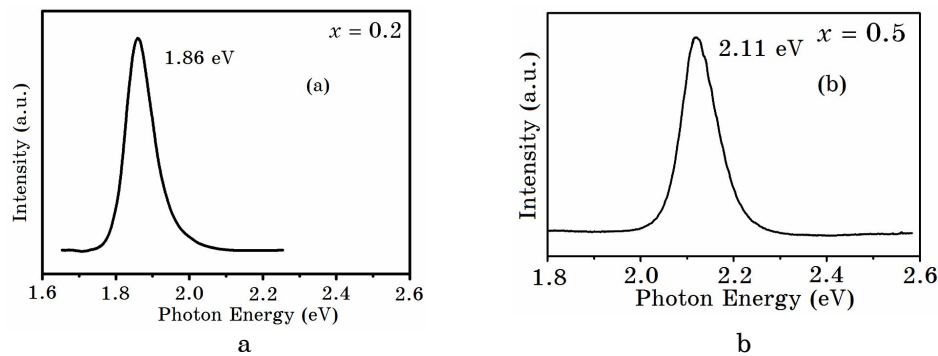 x = 0.2
1.86 eV
(a)
Intensity (a.u.)
1.6 1.8 2.0 2.2 2.4 2.6
Photon Energy (eV)
a
x = 0.5
2.11 eV
(b)
Intensity (a.u.)
1.8 2.0 2.2 2.4 2.6
Photon Energy (eV)
b